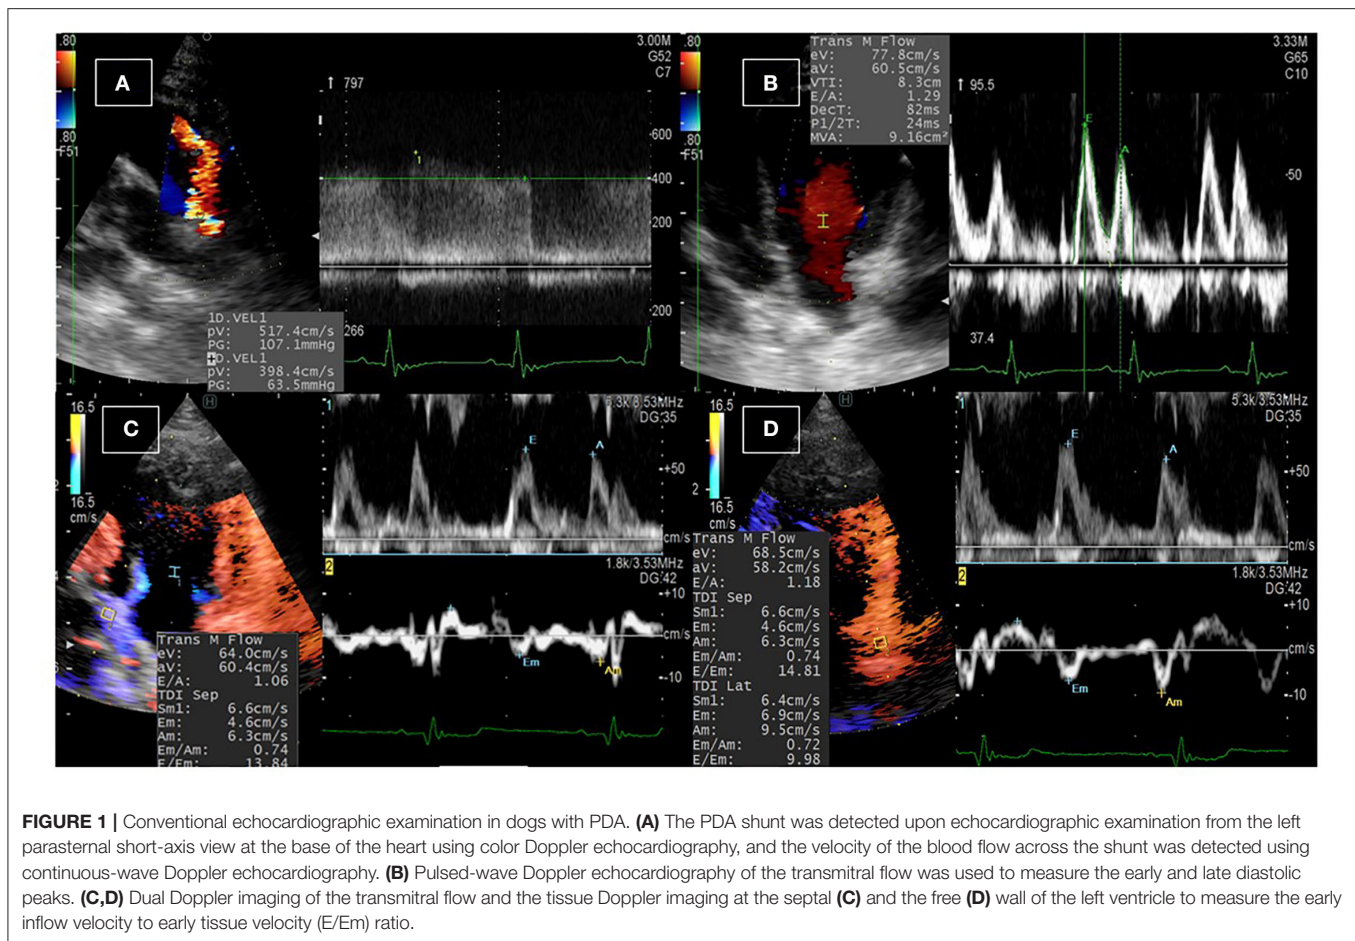 .80
A
3.00M
G52
C7
↑ 797
.80
F51
600
400
200
200
266
1
1D.VEL1
pV: 517.4cm/s
PG: 107.1mmHg
+D.VEL1
pV: 398.4cm/s
PG: 63.5mmHg
.80
B
Trans M Flow
eV: 77.8cm/s
aV: 60.5cm/s
VTI: 8.3cm
E/A: 1.29
DecT: 82ms
P1/2T: 24ms
MVA: 9.16cm²
3.33M
G65
C10
↑ 95.5
.80
F51
E
A
50
37.4
16.5
C
H
1
5.3k/3.53MHz
DG:35
E
A
+50
16.5
cm/s
cm/s
2
1.8k/3.53MHz
DG:42
+10
cm/s
Em
Am
-10
Trans M Flow
eV: 64.0cm/s
aV: 60.4cm/s
E/A: 1.06
TDI Sep
Sm1: 6.6cm/s
Em: 4.6cm/s
Am: 6.3cm/s
Em/Am: 0.74
E/Em: 13.84
16.5
D
H
1
5.3k/3.53MHz
DG:35
E
A
+50
2
16.5
cm/s
cm/s
2
1.8k/3.53MHz
DG:42
+10
cm/s
Em
Am
-10
Trans M Flow
eV: 68.5cm/s
aV: 58.2cm/s
E/A: 1.18
TDI Sep
Sm1: 6.6cm/s
Em: 4.6cm/s
Am: 6.3cm/s
Em/Am: 0.74
E/Em: 14.81
TDI Lat
Sm1: 6.4cm/s
Em: 6.9cm/s
Am: 9.5cm/s
Em/Am: 0.72
E/Em: 9.98
FIGURE 1 | Conventional echocardiographic examination in dogs with PDA. (A) The PDA shunt was detected upon echocardiographic examination from the left
parasternal short-axis view at the base of the heart using color Doppler echocardiography, and the velocity of the blood flow across the shunt was detected using
continuous-wave Doppler echocardiography. (B) Pulsed-wave Doppler echocardiography of the transmitral flow was used to measure the early and late diastolic
peaks. (C,D) Dual Doppler imaging of the transmitral flow and the tissue Doppler imaging at the septal (C) and the free (D) wall of the left ventricle to measure the early
inflow velocity to early tissue velocity (E/Em) ratio.